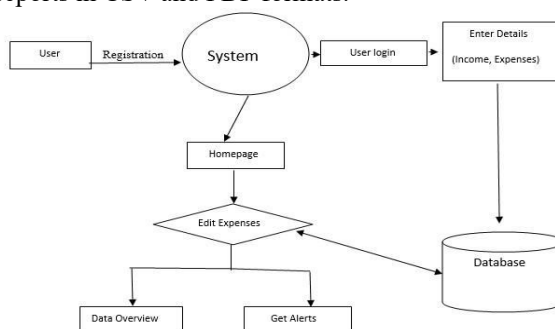 reports in CSV and PDF formats.
User
Registration
System
User login
Enter Details
(Income, Expenses)
Homepage
Edit Expenses
Database
Data Overview
Get Alerts